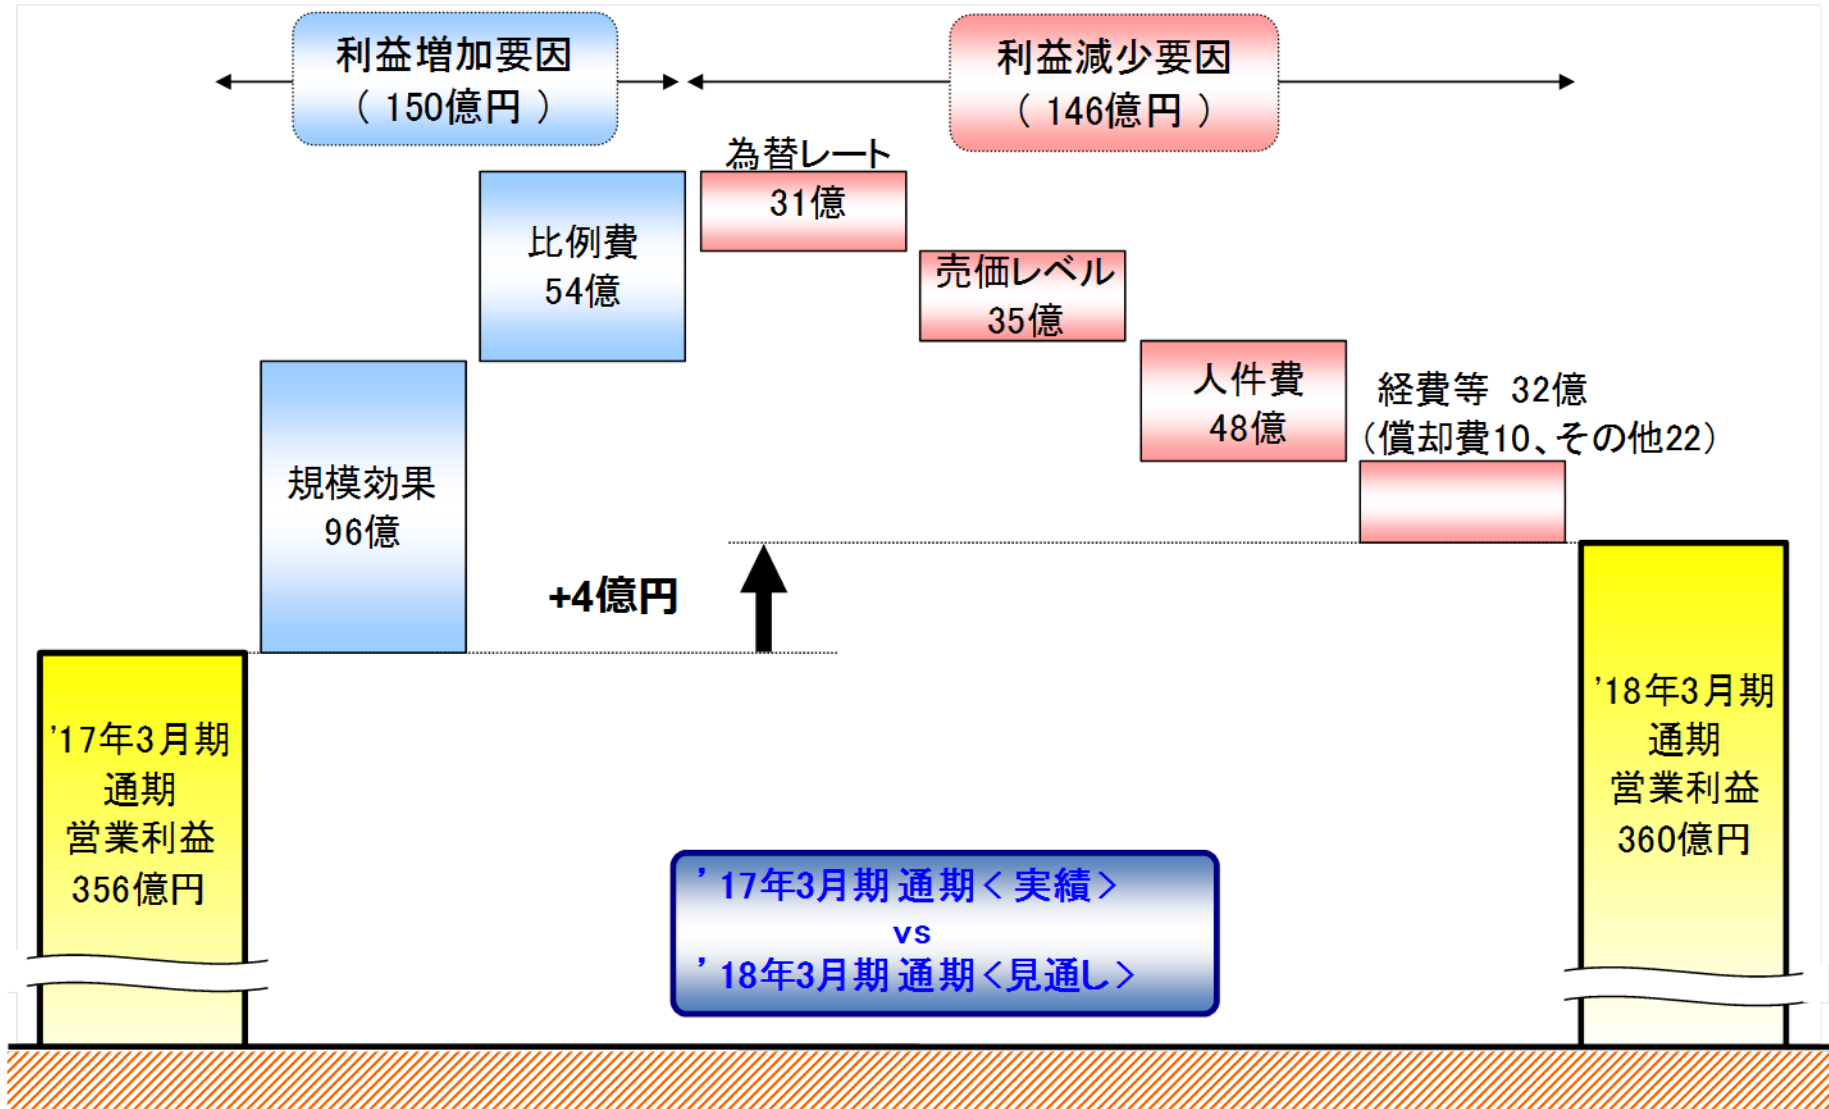 利益増加要因
（ 150億円 ）
利益減少要因
（ 146億円 ）
為替レート
31億
比例費
54億
売価レベル
35億
人件費
48億
経費等 32億
（償却費10、その他22）
規模効果
96億
+4億円
’17年3月期
通期
営業利益
356億円
’18年3月期
通期
営業利益
360億円
’17年3月期 通期＜実績＞
vs
’18年3月期 通期＜見通し＞